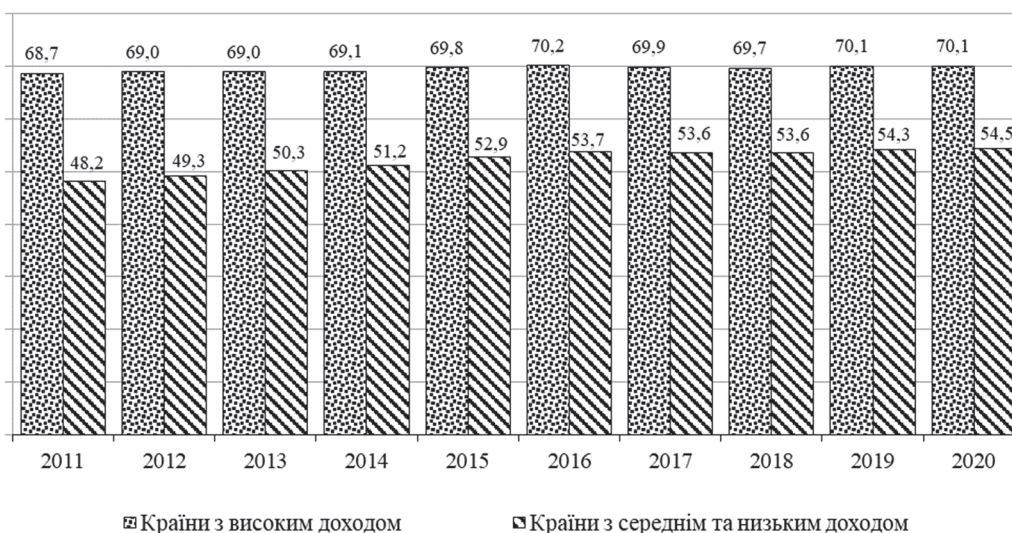 68,7 69,0 69,0 69,1 69,8 70,2 69,9 69,7 70,1 70,1
48,2 49,3 50,3 51,2 52,9 53,7 53,6 53,6 54,3 54,5
2011 2012 2013 2014 2015 2016 2017 2018 2019 2020
Країни з високим доходом Країни з середнім та низьким доходом